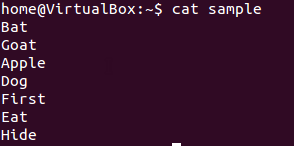 home@VirtualBox:~$ cat sample
Bat
Goat
Apple
Dog
First
Eat
Hide